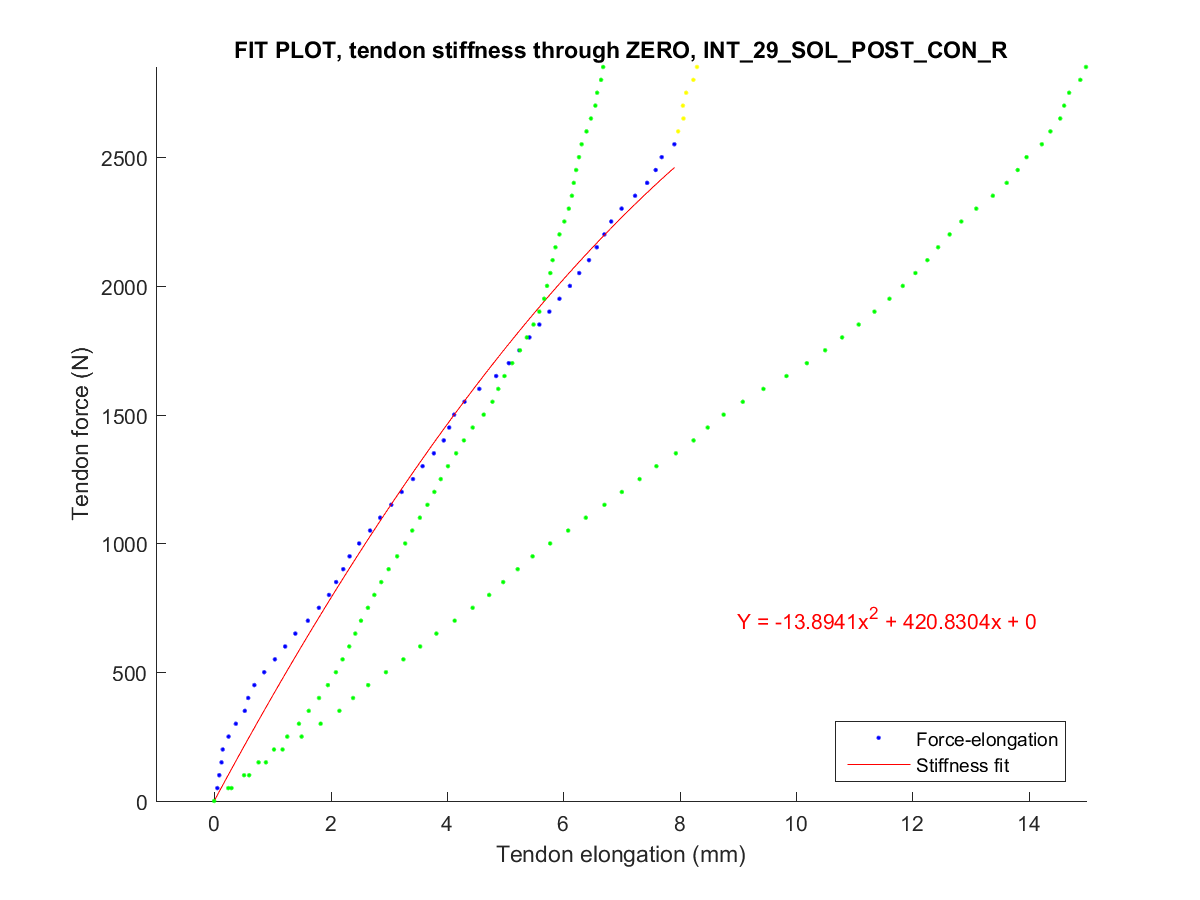 FIT PLOT, tendon stiffness through ZERO, INT_29_SOL_POST_CON_R
2500
2000
1500
1000
500
0
Tendon force (N)
Y = -13.8941x² + 420.8304x + 0
Force-elongation
Stiffness fit
0 2 4 6 8 10 12 14
Tendon elongation (mm)